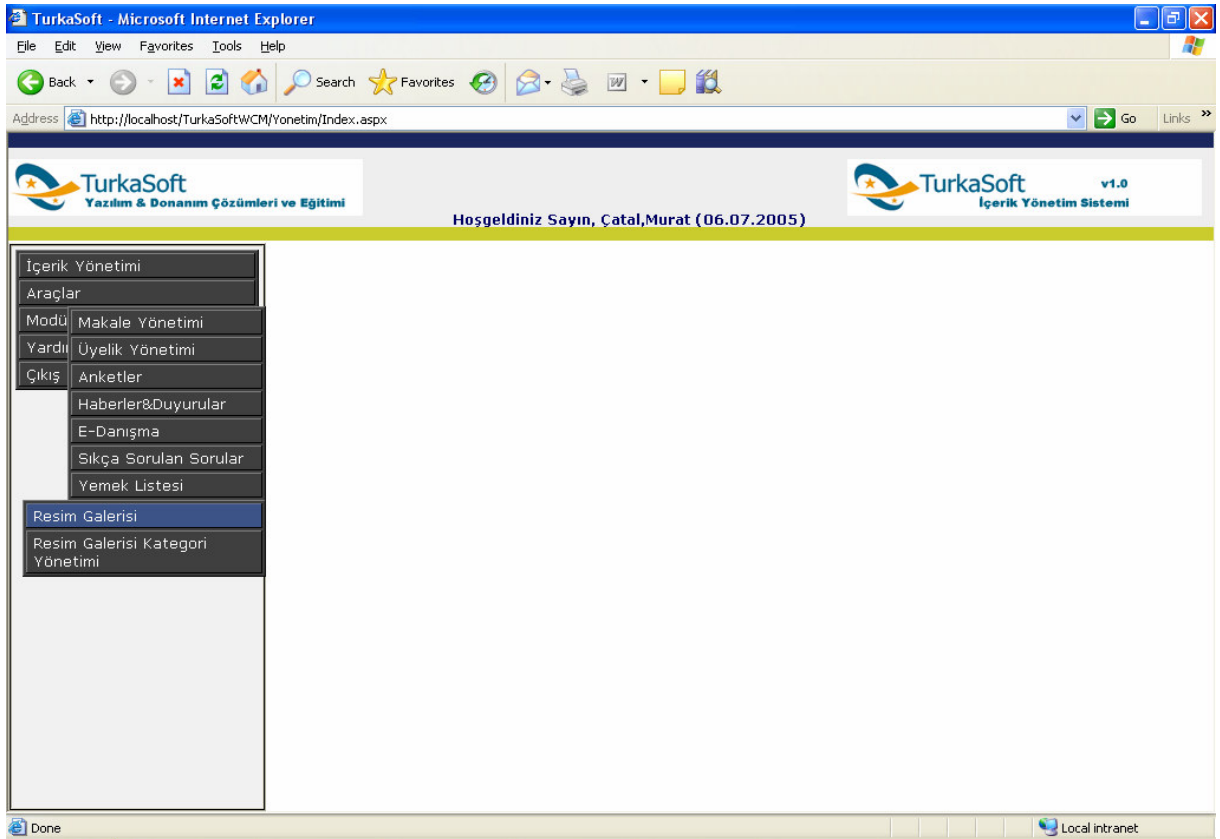 TurkaSoft - Microsoft Internet Explorer
File Edit View Favorites Tools Help
Back Search Favorites
Address http://localhost/TurkaSoftWCM/Yonetim/Index.aspx Go Links »
TurkaSoft
Yazılım & Donanım Çözümleri ve Eğitimi
TurkaSoft v1.0
İçerik Yönetim Sistemi
Hoşgeldiniz Sayın, Çatal,Murat (06.07.2005)
İçerik Yönetimi
Araçlar
Modü
Yardı
Çıkış
Makale Yönetimi
Üyelik Yönetimi
Anketler
Haberler&Duyurular
E-Danışma
Sıkça Sorulan Sorular
Yemek Listesi
Resim Galerisi
Resim Galerisi Kategori
Yönetimi
Done Local intranet